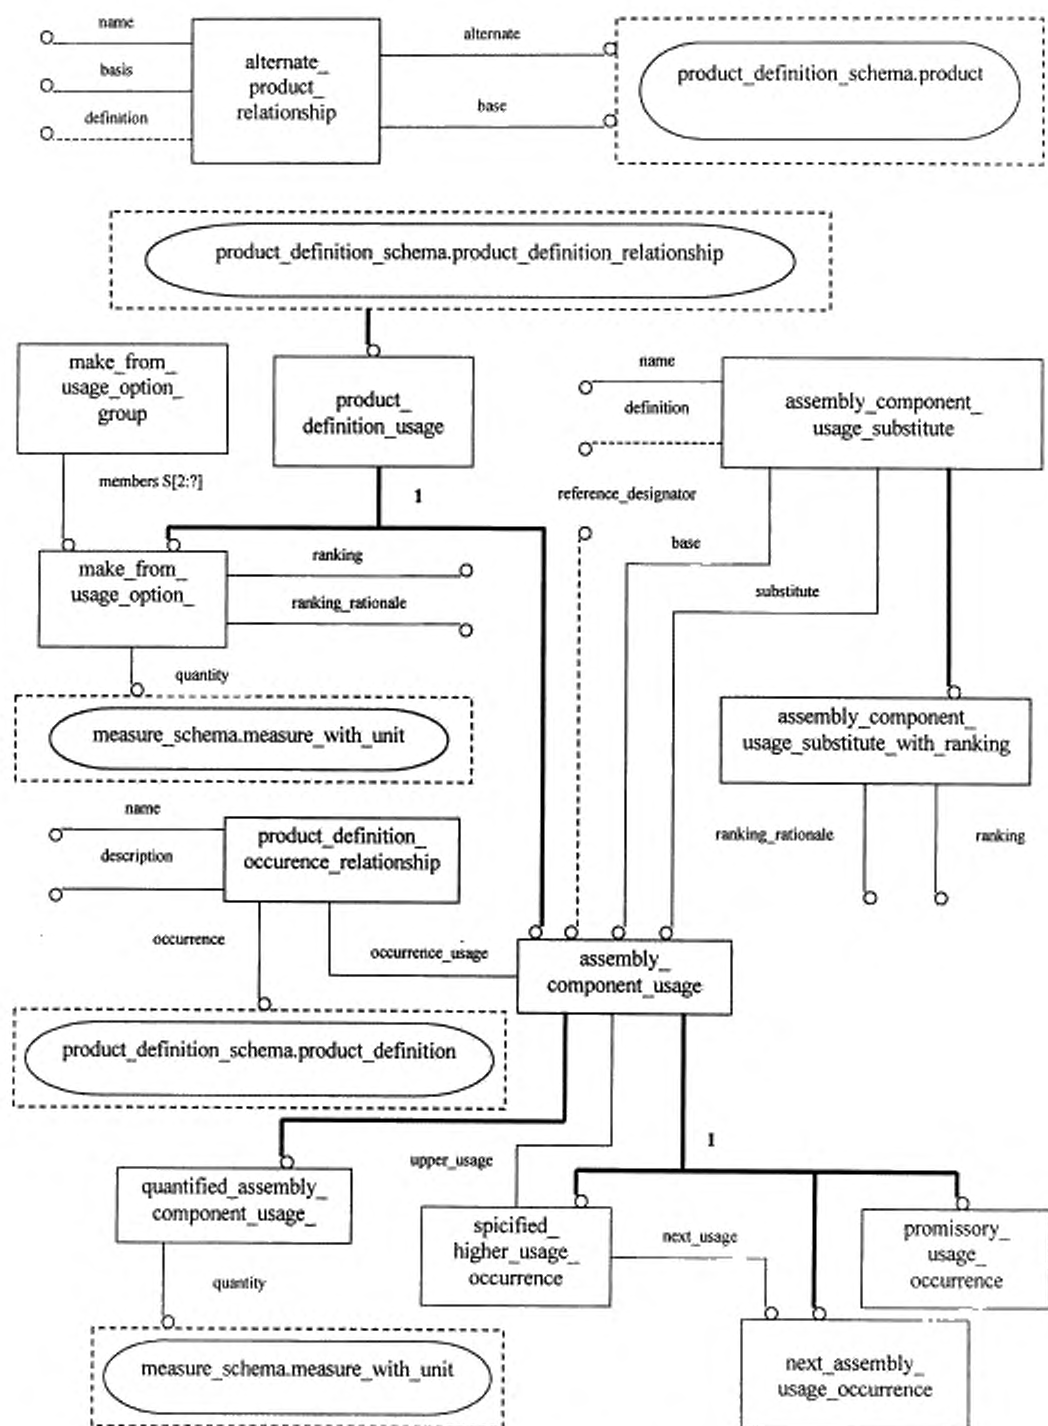 name
alternate
basis
alternate_
product_
relationship
product_definition_schema.product
base
definition
product_definition_schema.product_definition_relationship
make_from_
usage_option_
group
product_
definition_usage
name
definition
assembly_component_
usage_substitute
members S[2:?]
1
reference_designator
base
substitute
make_from_
usage_option_
ranking
ranking_rationale
quantity
measure_schema.measure_with_unit
assembly_component_
usage_substitute_with_ranking
name
description
product_definition_
occurence_relationship
ranking_rationale
ranking
occurrence
occurrence_usage
assembly_
component_usage
product_definition_schema.product_definition
upper_usage
1
quantified_assembly_
component_usage_
spicified_
higher_usage_
occurrence
next_usage
promissory_
usage_
occurrence
quantity
measure_schema.measure_with_unit
next_assembly_
usage_occurrence